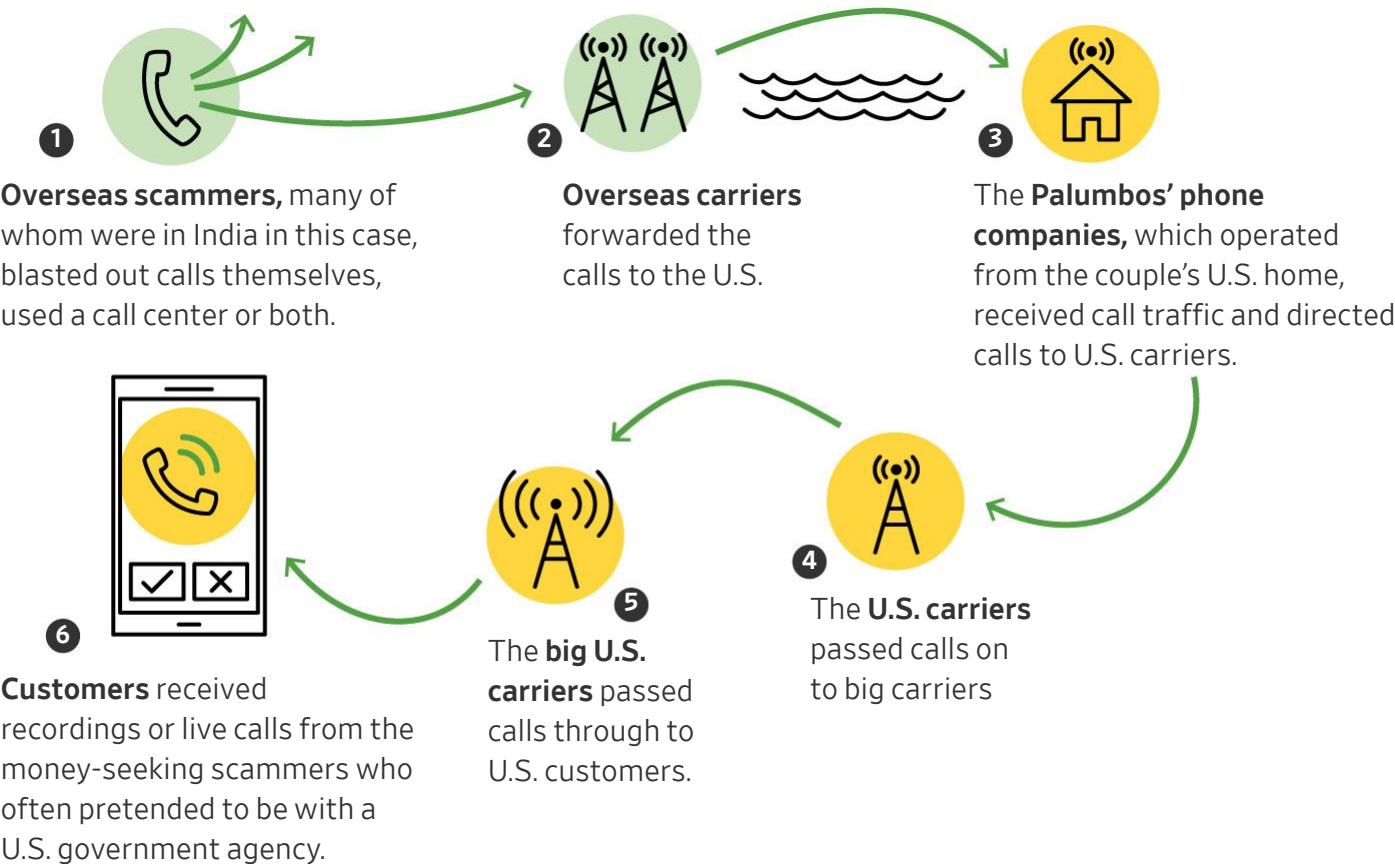 1
Overseas scammers, many of
whom were in India in this case,
blasted out calls themselves,
used a call center or both.
2
Overseas carriers
forwarded the
calls to the U.S.
3
The Palumbos’ phone
companies, which operated
from the couple’s U.S. home,
received call traffic and directed
calls to U.S. carriers.
4
The U.S. carriers
passed calls on
to big carriers
5
The big U.S.
carriers passed
calls through to
U.S. customers.
6
Customers received
recordings or live calls from the
money-seeking scammers who
often pretended to be with a
U.S. government agency.